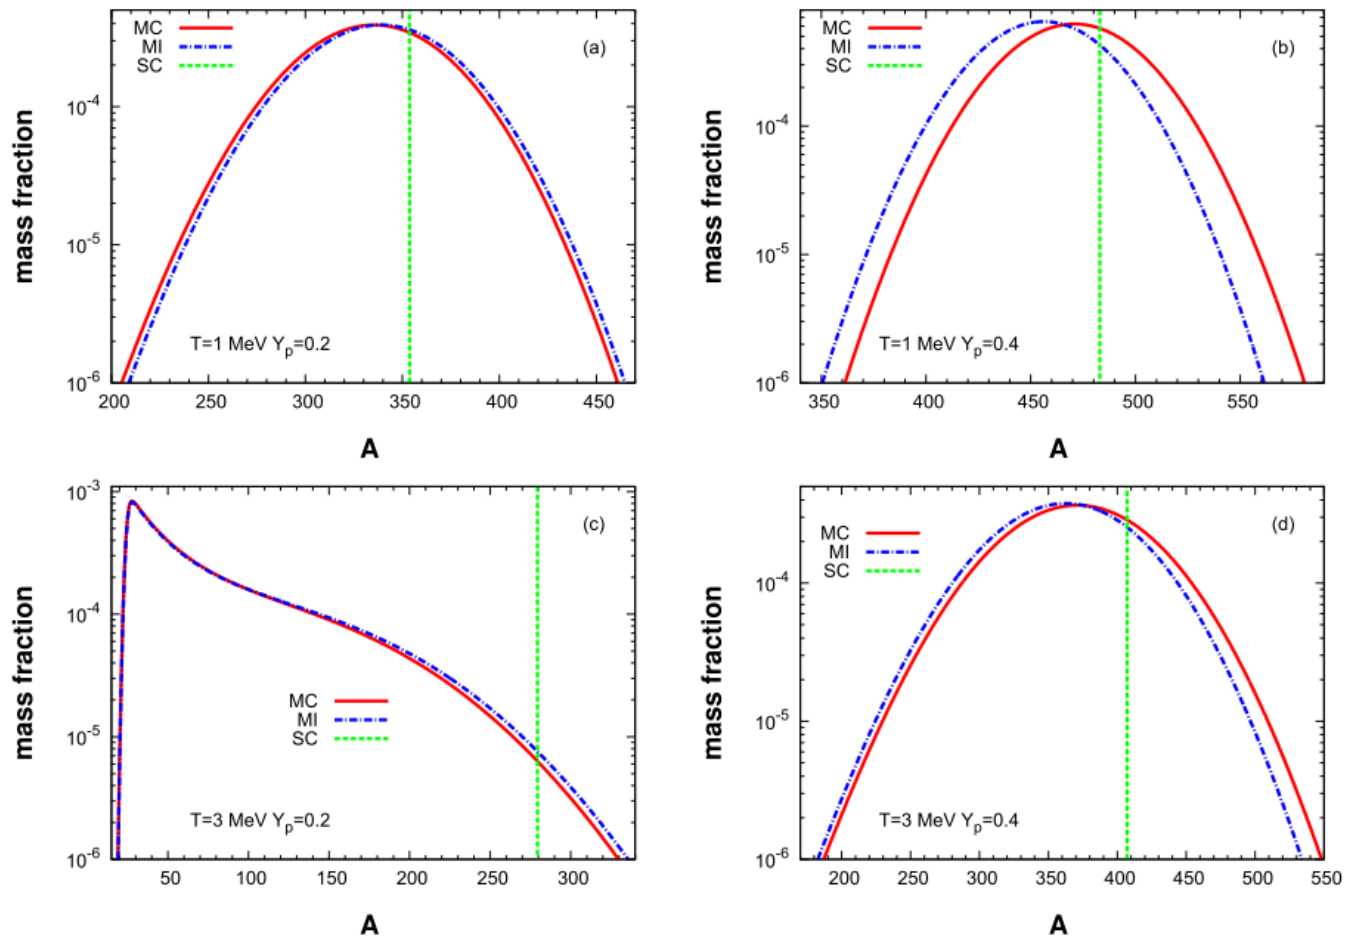 MC
MI
SC
(a)
mass fraction
10^-4
10^-5
10^-6
T=1 MeV Y_p=0.2
200 250 300 350 400 450
A
MC
MI
SC
(b)
mass fraction
10^-4
10^-5
10^-6
T=1 MeV Y_p=0.4
350 400 450 500 550
A
10^-3
(c)
mass fraction
10^-4
MC
MI
SC
10^-5
T=3 MeV Y_p=0.2
10^-6
50 100 150 200 250 300
A
MC
MI
SC
(d)
mass fraction
10^-4
10^-5
T=3 MeV Y_p=0.4
10^-6
200 250 300 350 400 450 500 550
A